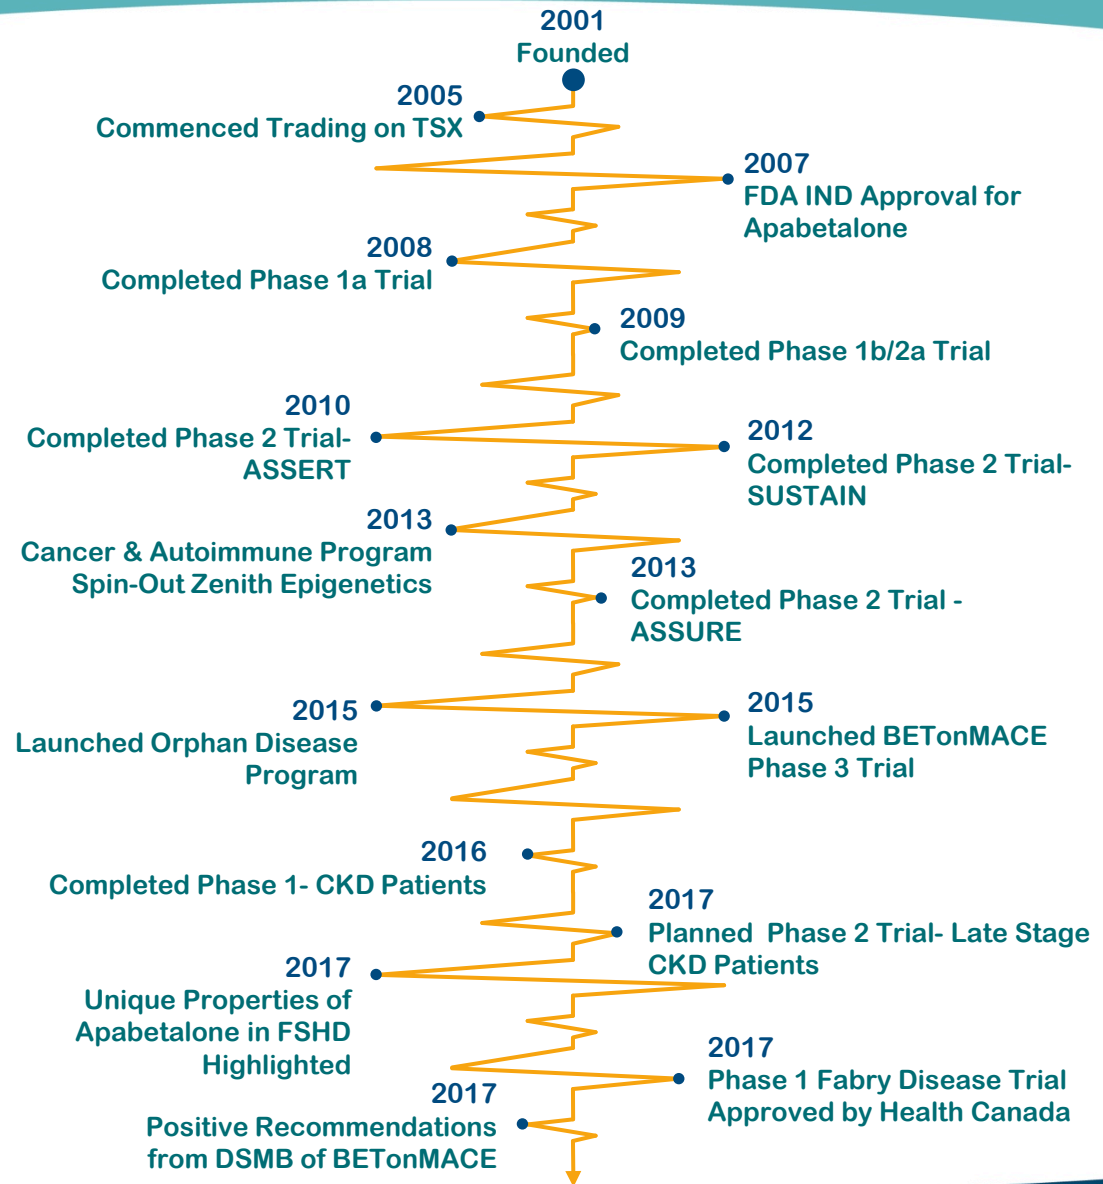 2001
Founded
2005
Commenced Trading on TSX
2007
FDA IND Approval for
Apabetalone
2008
Completed Phase 1a Trial
2009
Completed Phase 1b/2a Trial
2010
Completed Phase 2 Trial-
ASSERT
2012
Completed Phase 2 Trial-
SUSTAIN
2013
Cancer & Autoimmune Program
Spin-Out Zenith Epigenetics
2013
Completed Phase 2 Trial -
ASSURE
2015
Launched Orphan Disease
Program
2015
Launched BETonMACE
Phase 3 Trial
2016
Completed Phase 1- CKD Patients
2017
Planned  Phase 2 Trial- Late Stage
CKD Patients
2017
Unique Properties of
Apabetalone in FSHD
Highlighted
2017
Phase 1 Fabry Disease Trial
Approved by Health Canada
2017
Positive Recommendations
from DSMB of BETonMACE